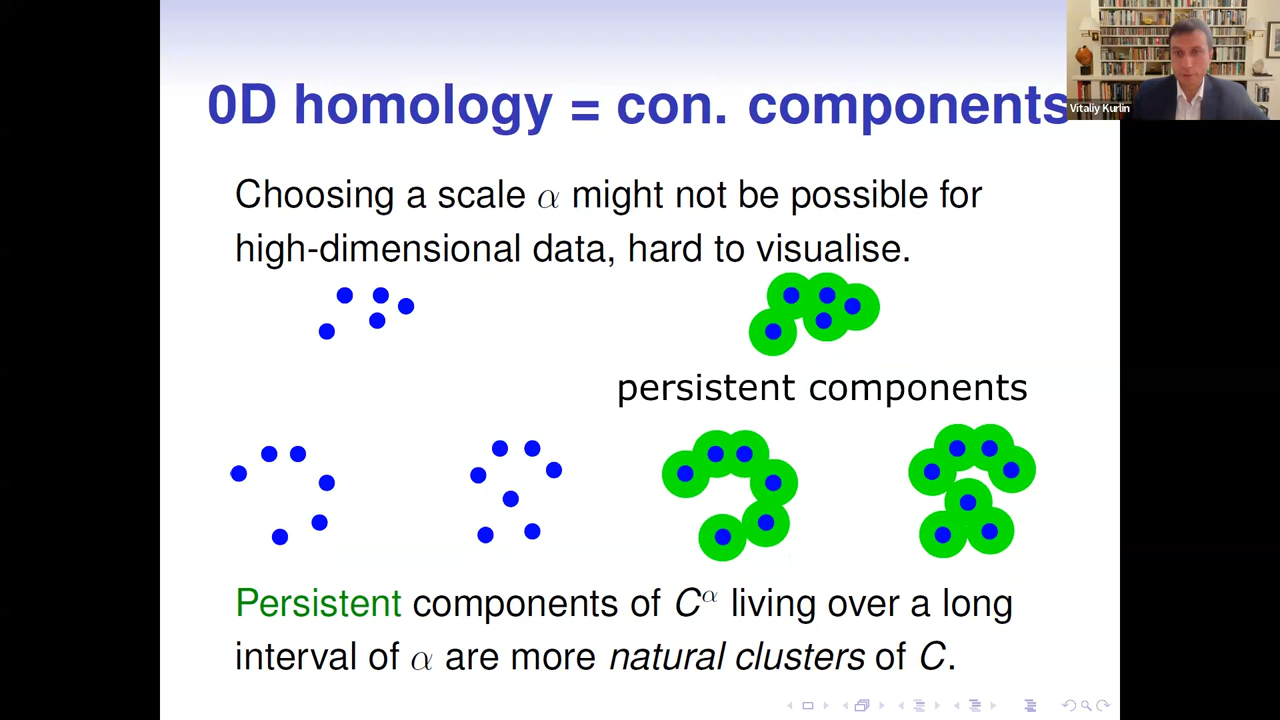 0D homology = con. components
Vitaliy Kurlin
Choosing a scale α might not be possible for
high-dimensional data, hard to visualise.
persistent components
Persistent components of C^α living over a long
interval of α are more natural clusters of C.